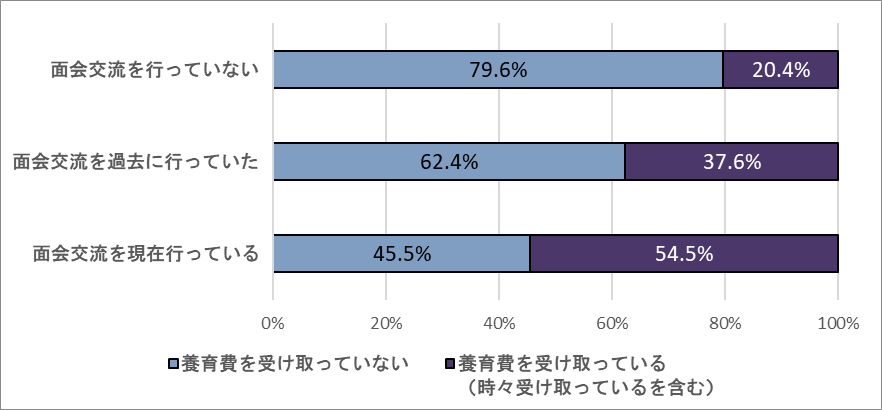 面会交流を行っていない
79.6%
20.4%
面会交流を過去に行っていた
62.4%
37.6%
面会交流を現在行っている
45.5%
54.5%
0%
20%
40%
60%
80%
100%
養育費を受け取っていない
養育費を受け取っている
（時々受け取っているを含む）